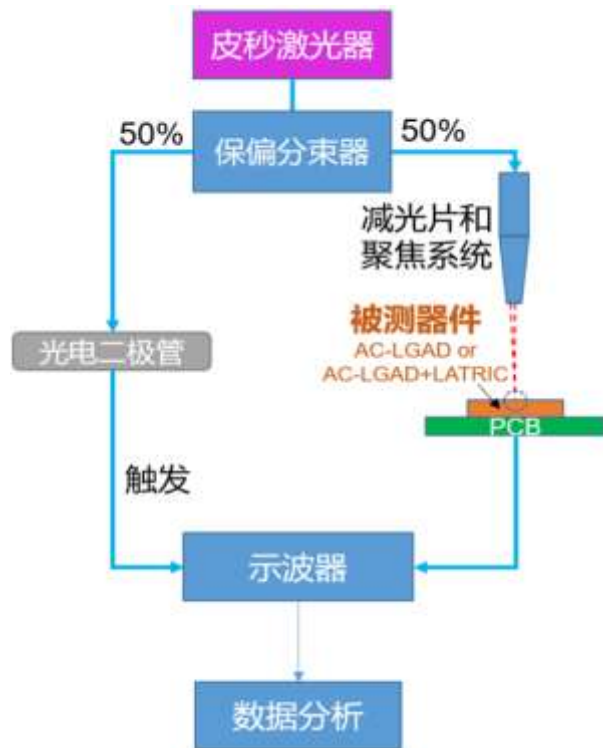 皮秒激光器
50%
保偏分束器
50%
减光片和
聚焦系统
被测器件
AC-LGAD or
AC-LGAD+LATRIC
PCB
光电二极管
触发
示波器
数据分析